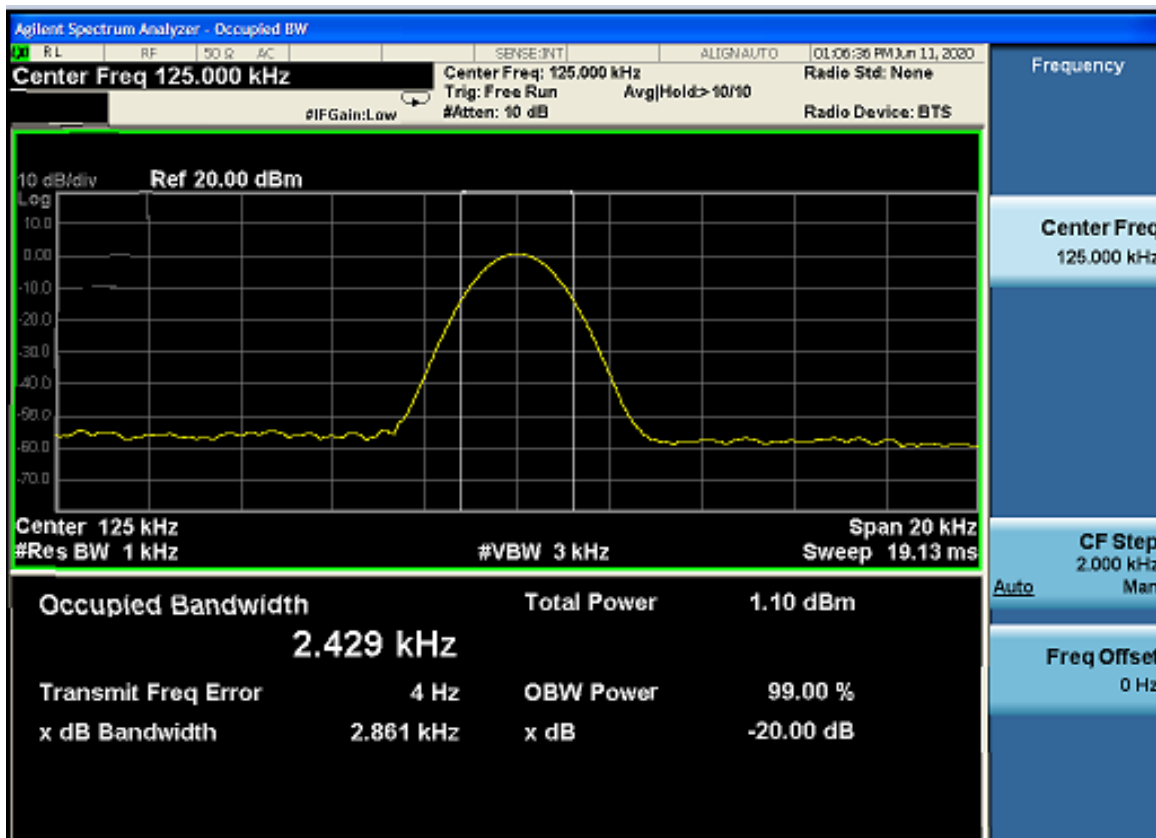 Agilent Spectrum Analyzer - Occupied BW
RL RF 50 Ω AC SENSE:INT ALIGN AUTO 01:06:36 PM Jun 11, 2020
Center Freq 125.000 kHz
Center Freq: 125.000 kHz
Radio Std: None
Trig: Free Run Avg|Hold:>10/10
#IFGain:Low
#Atten: 10 dB
Radio Device: BTS
Frequency
10 dB/div Ref 20.00 dBm
Log
10.0
0.00
-10.0
-20.0
-30.0
-40.0
-50.0
-60.0
-70.0
Center 125 kHz Span 20 kHz
#Res BW 1 kHz #VBW 3 kHz Sweep 19.13 ms
Center Freq
125.000 kHz
CF Step
2.000 kHz
Auto Man
Freq Offset
0 Hz
Occupied Bandwidth Total Power 1.10 dBm
2.429 kHz
Transmit Freq Error 4 Hz OBW Power 99.00 %
x dB Bandwidth 2.861 kHz x dB -20.00 dB